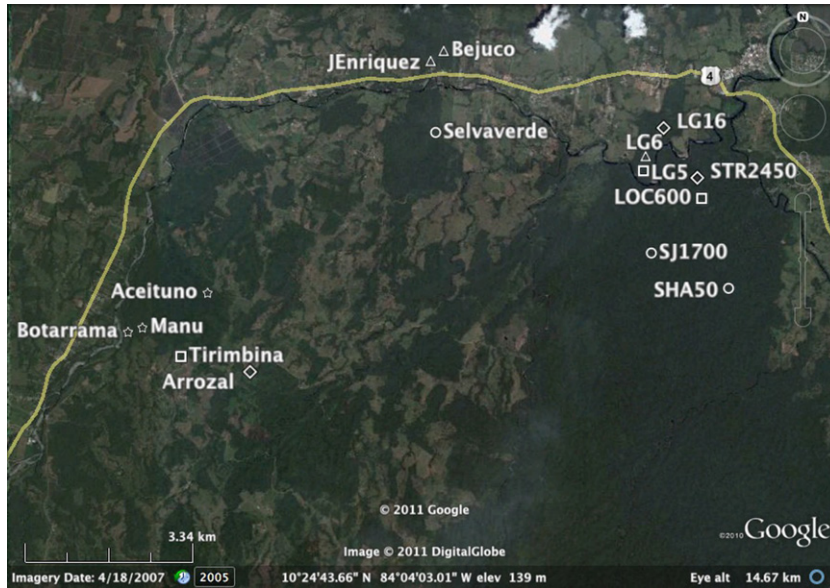 N
Bejuco
JEnriquez
4
LG16
Selvaverde
LG6
LG5 STR2450
LOC600
SJ1700
SHA50
Aceituno
Botarrama Manu
Tirimbina
Arrozal
© 2011 Google
3.34 km
©2010 Google
Image © 2011 DigitalGlobe
Imagery Date: 4/18/2007 2005 10°24'43.66" N 84°04'03.01" W elev 139 m Eye alt 14.67 km